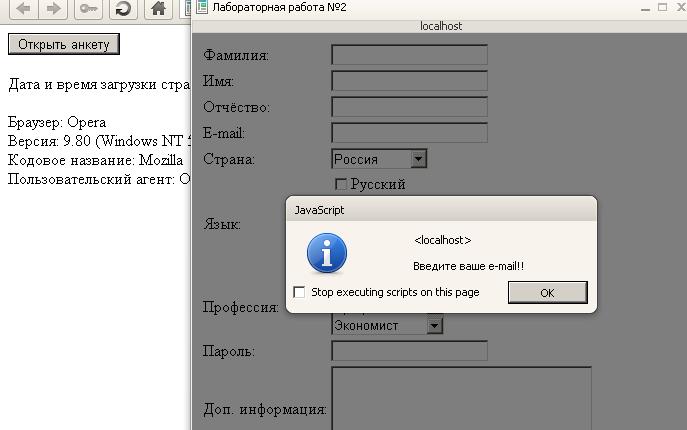 Лабораторная работа №2
localhost
Открыть анкету
Дата и время загрузки стра
Браузер: Opera
Версия: 9.80 (Windows NT
Кодовое название: Mozilla
Пользовательский агент: O
Фамилия:
Имя:
Отчёство:
E-mail:
Страна: Россия
Русский
Язык:
JavaScript
<localhost>
Введите ваше e-mail!!
Stop executing scripts on this page
OK
Профессия:
Экономист
Пароль:
Доп. информация: